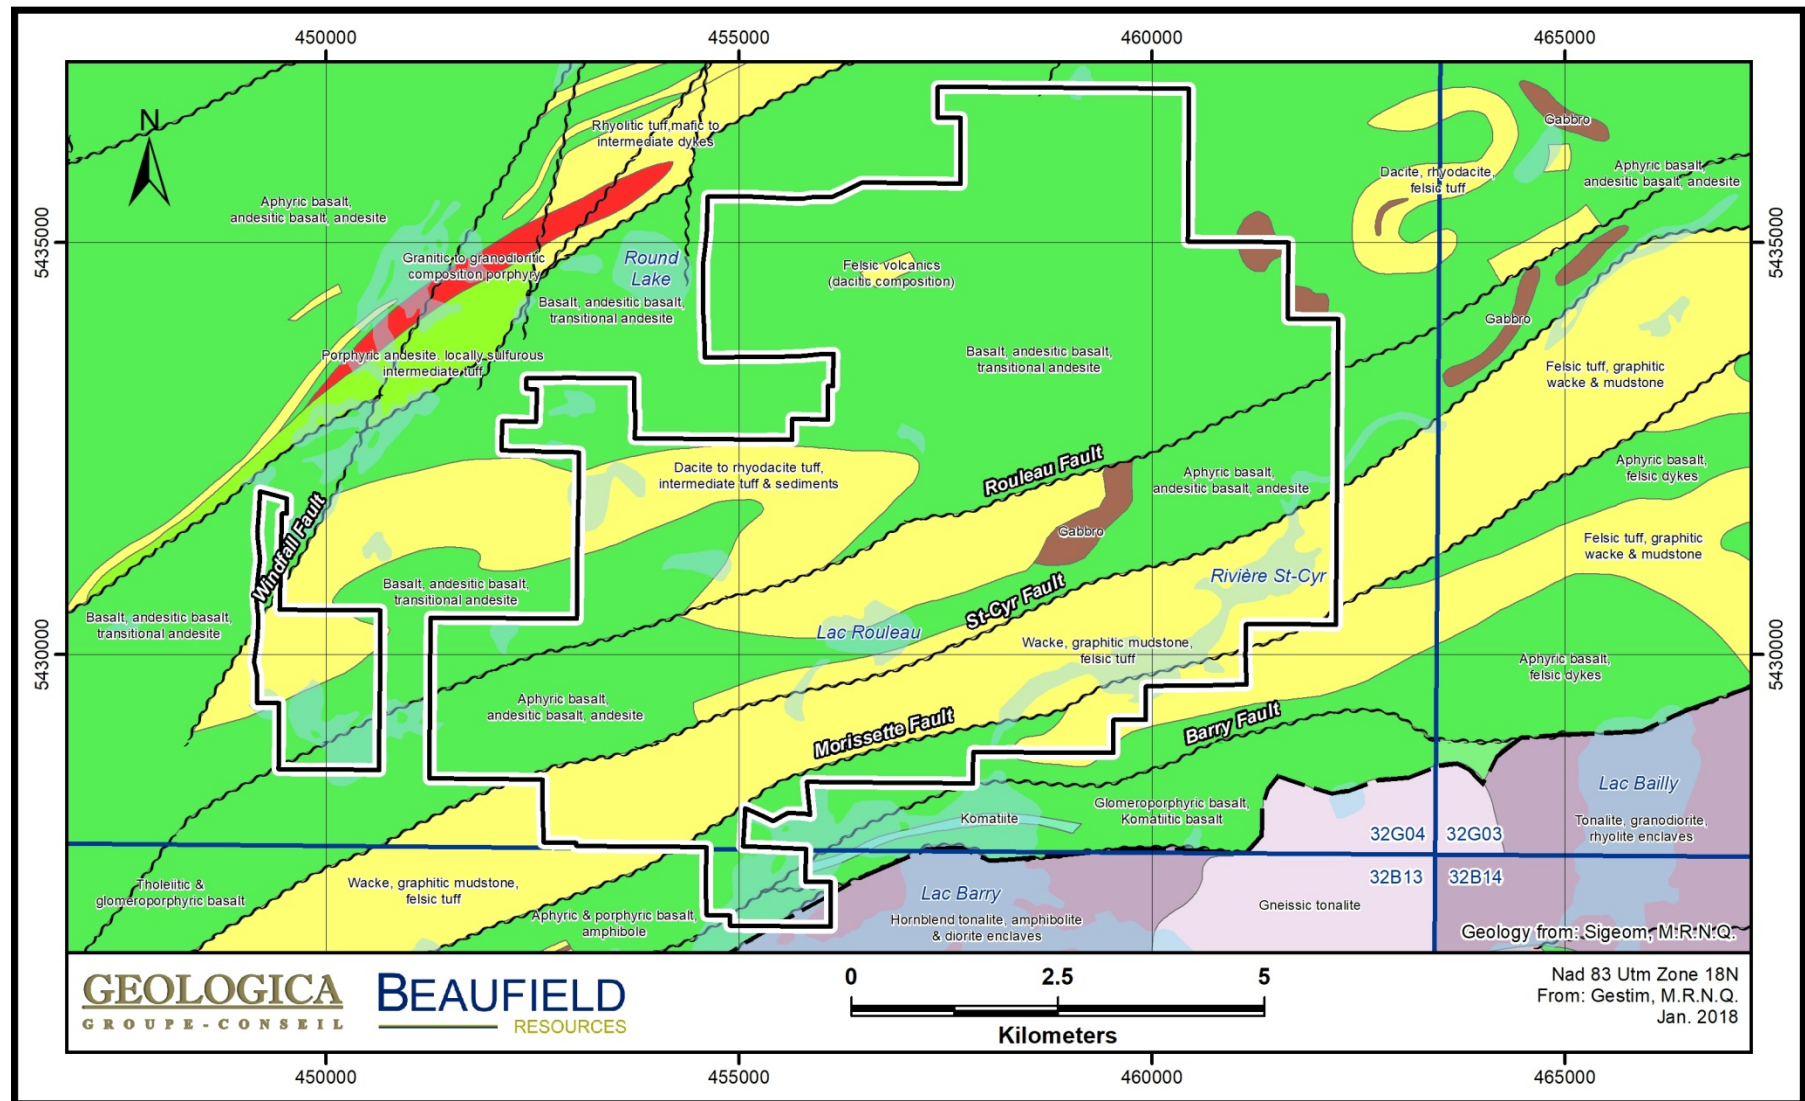 450000
455000
460000
465000
5435000
5430000
5435000
5430000
N
Rhyolitic tuff,mafic to
intermediate dykes
Gabbro
Aphyric basalt,
andesitic basalt, andesite
Dacite, rhyodacite,
felsic tuff
Aphyric basalt,
andesitic basalt, andesite
Granitic to granodioritic
composition porphyry
Round
Lake
Felsic volcanics
(dacitic composition)
Basalt, andesitic basalt,
transitional andesite
Gabbro
Porphyric andesite. locally sulfurous
intermediate tuff
Basalt, andesitic basalt,
transitional andesite
Felsic tuff, graphitic
wacke & mudstone
Dacite to rhyodacite tuff,
intermediate tuff & sediments
Rouleau Fault
Aphyric basalt,
andesitic basalt, andesite
Aphyric basalt,
felsic dykes
Windfall Fault
Gabbro
Felsic tuff, graphitic
wacke & mudstone
Basalt, andesitic basalt,
transitional andesite
Rivière St-Cyr
St-Cyr Fault
Basalt, andesitic basalt,
transitional andesite
Lac Rouleau
Wacke, graphitic mudstone,
felsic tuff
Aphyric basalt,
felsic dykes
Aphyric basalt,
andesitic basalt, andesite
Morissette Fault
Barry Fault
Lac Bailly
Komatiite
Glomeroporphyric basalt,
Komatiitic basalt
Tonalite, granodiorite,
rhyolite enclaves
32G04
32G03
32B13
32B14
Tholeiitic &
glomeroporphyric basalt
Wacke, graphitic mudstone,
felsic tuff
Lac Barry
Gneissic tonalite
Aphyric & porphyric basalt,
amphibole
Hornblend tonalite, amphibolite
& diorite enclaves
Geology from: Sigeom, M.R.N.Q.
GEOLOGICA
GROUPE-CONSEIL
BEAUFIELD
RESOURCES
0
2.5
5
Kilometers
Nad 83 Utm Zone 18N
From: Gestim, M.R.N.Q.
Jan. 2018
450000
455000
460000
465000